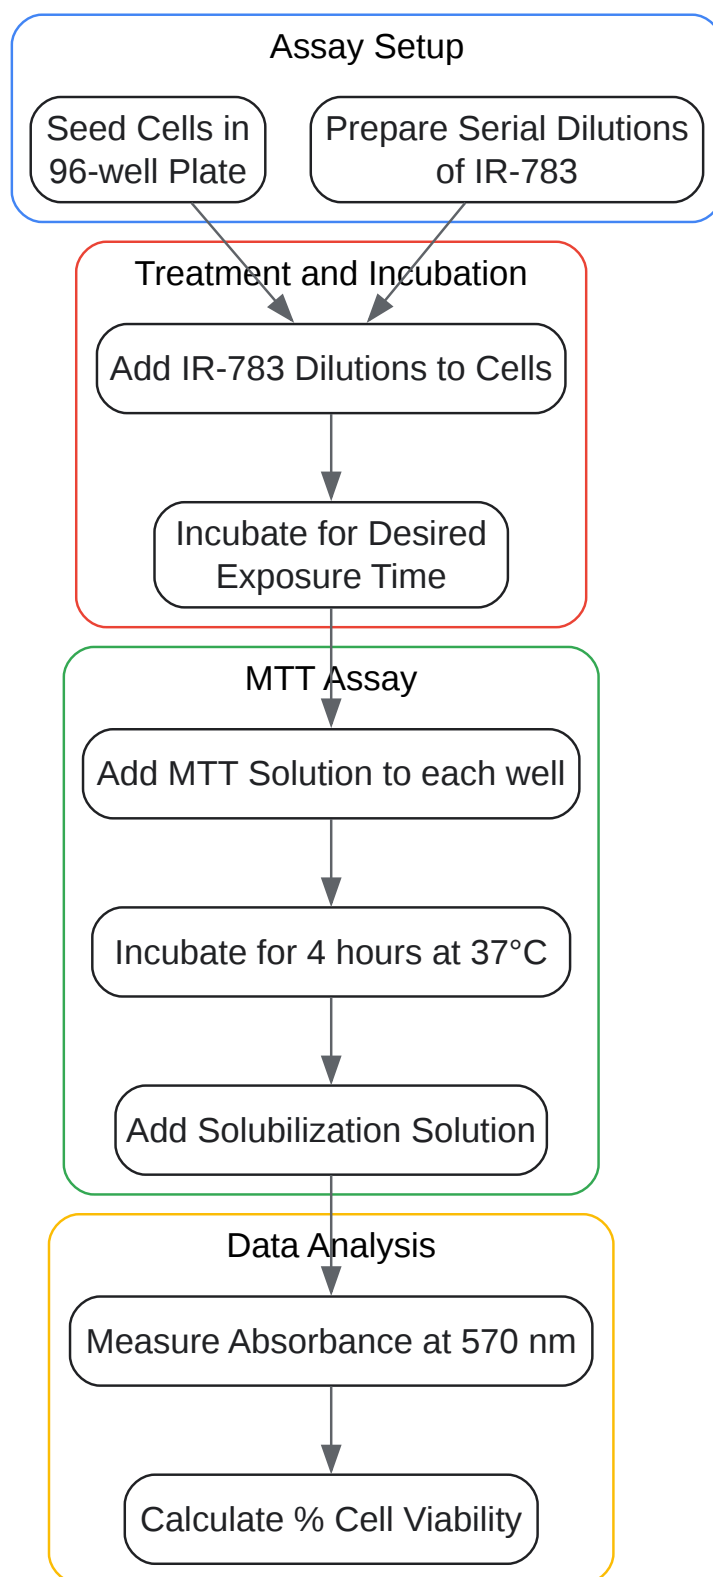 Assay Setup
Seed Cells in
96-well Plate
Prepare Serial Dilutions
of IR-783
Treatment and Incubation
Add IR-783 Dilutions to Cells
Incubate for Desired
Exposure Time
MTT Assay
Add MTT Solution to each well
Incubate for 4 hours at 37°C
Add Solubilization Solution
Data Analysis
Measure Absorbance at 570 nm
Calculate % Cell Viability